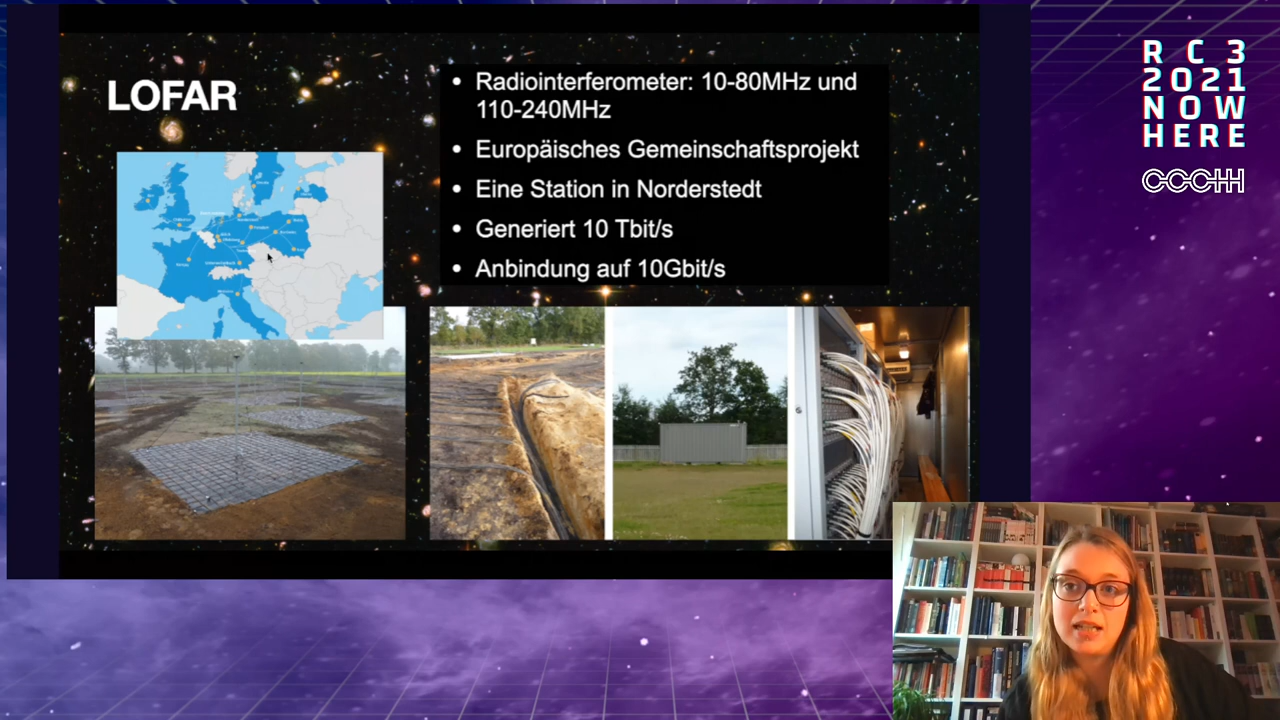 LOFAR
• Radiointerferometer: 10-80MHz und
110-240MHz
• Europäisches Gemeinschaftsprojekt
• Eine Station in Norderstedt
• Generiert 10 Tbit/s
• Anbindung auf 10Gbit/s
RC3
2021
NOW
HERE
CCCHH